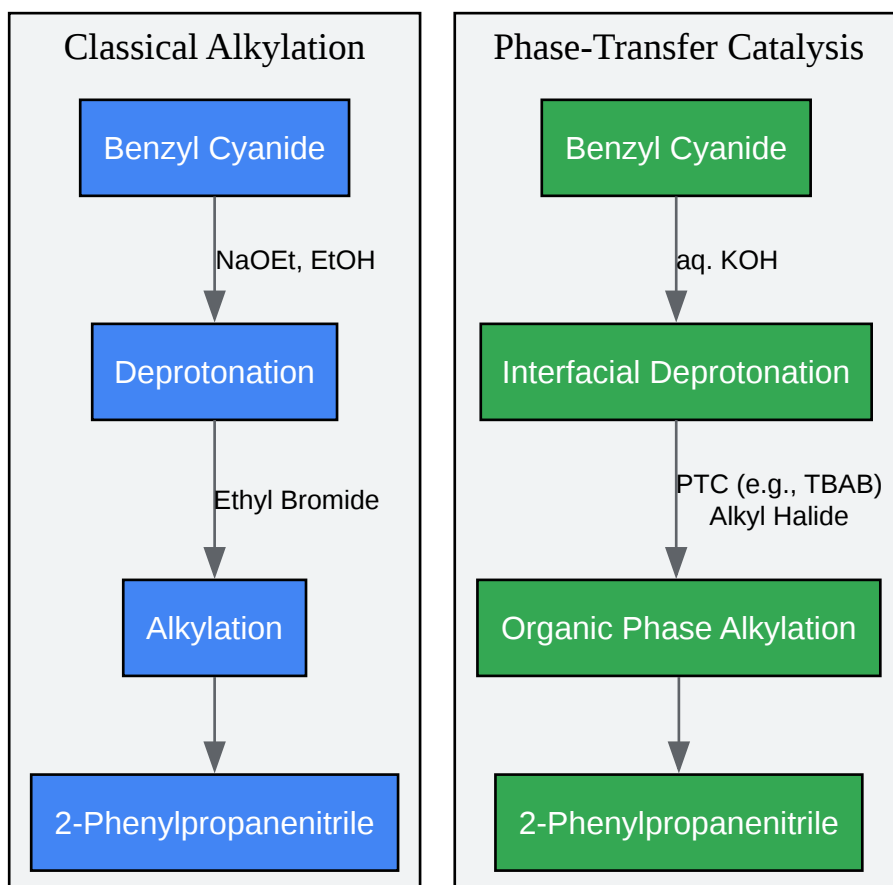 Classical Alkylation
Benzyl Cyanide
NaOEt, EtOH
Deprotonation
Ethyl Bromide
Alkylation
2-Phenylpropanenitrile
Phase-Transfer Catalysis
Benzyl Cyanide
aq. KOH
Interfacial Deprotonation
PTC (e.g., TBAB)
Alkyl Halide
Organic Phase Alkylation
2-Phenylpropanenitrile